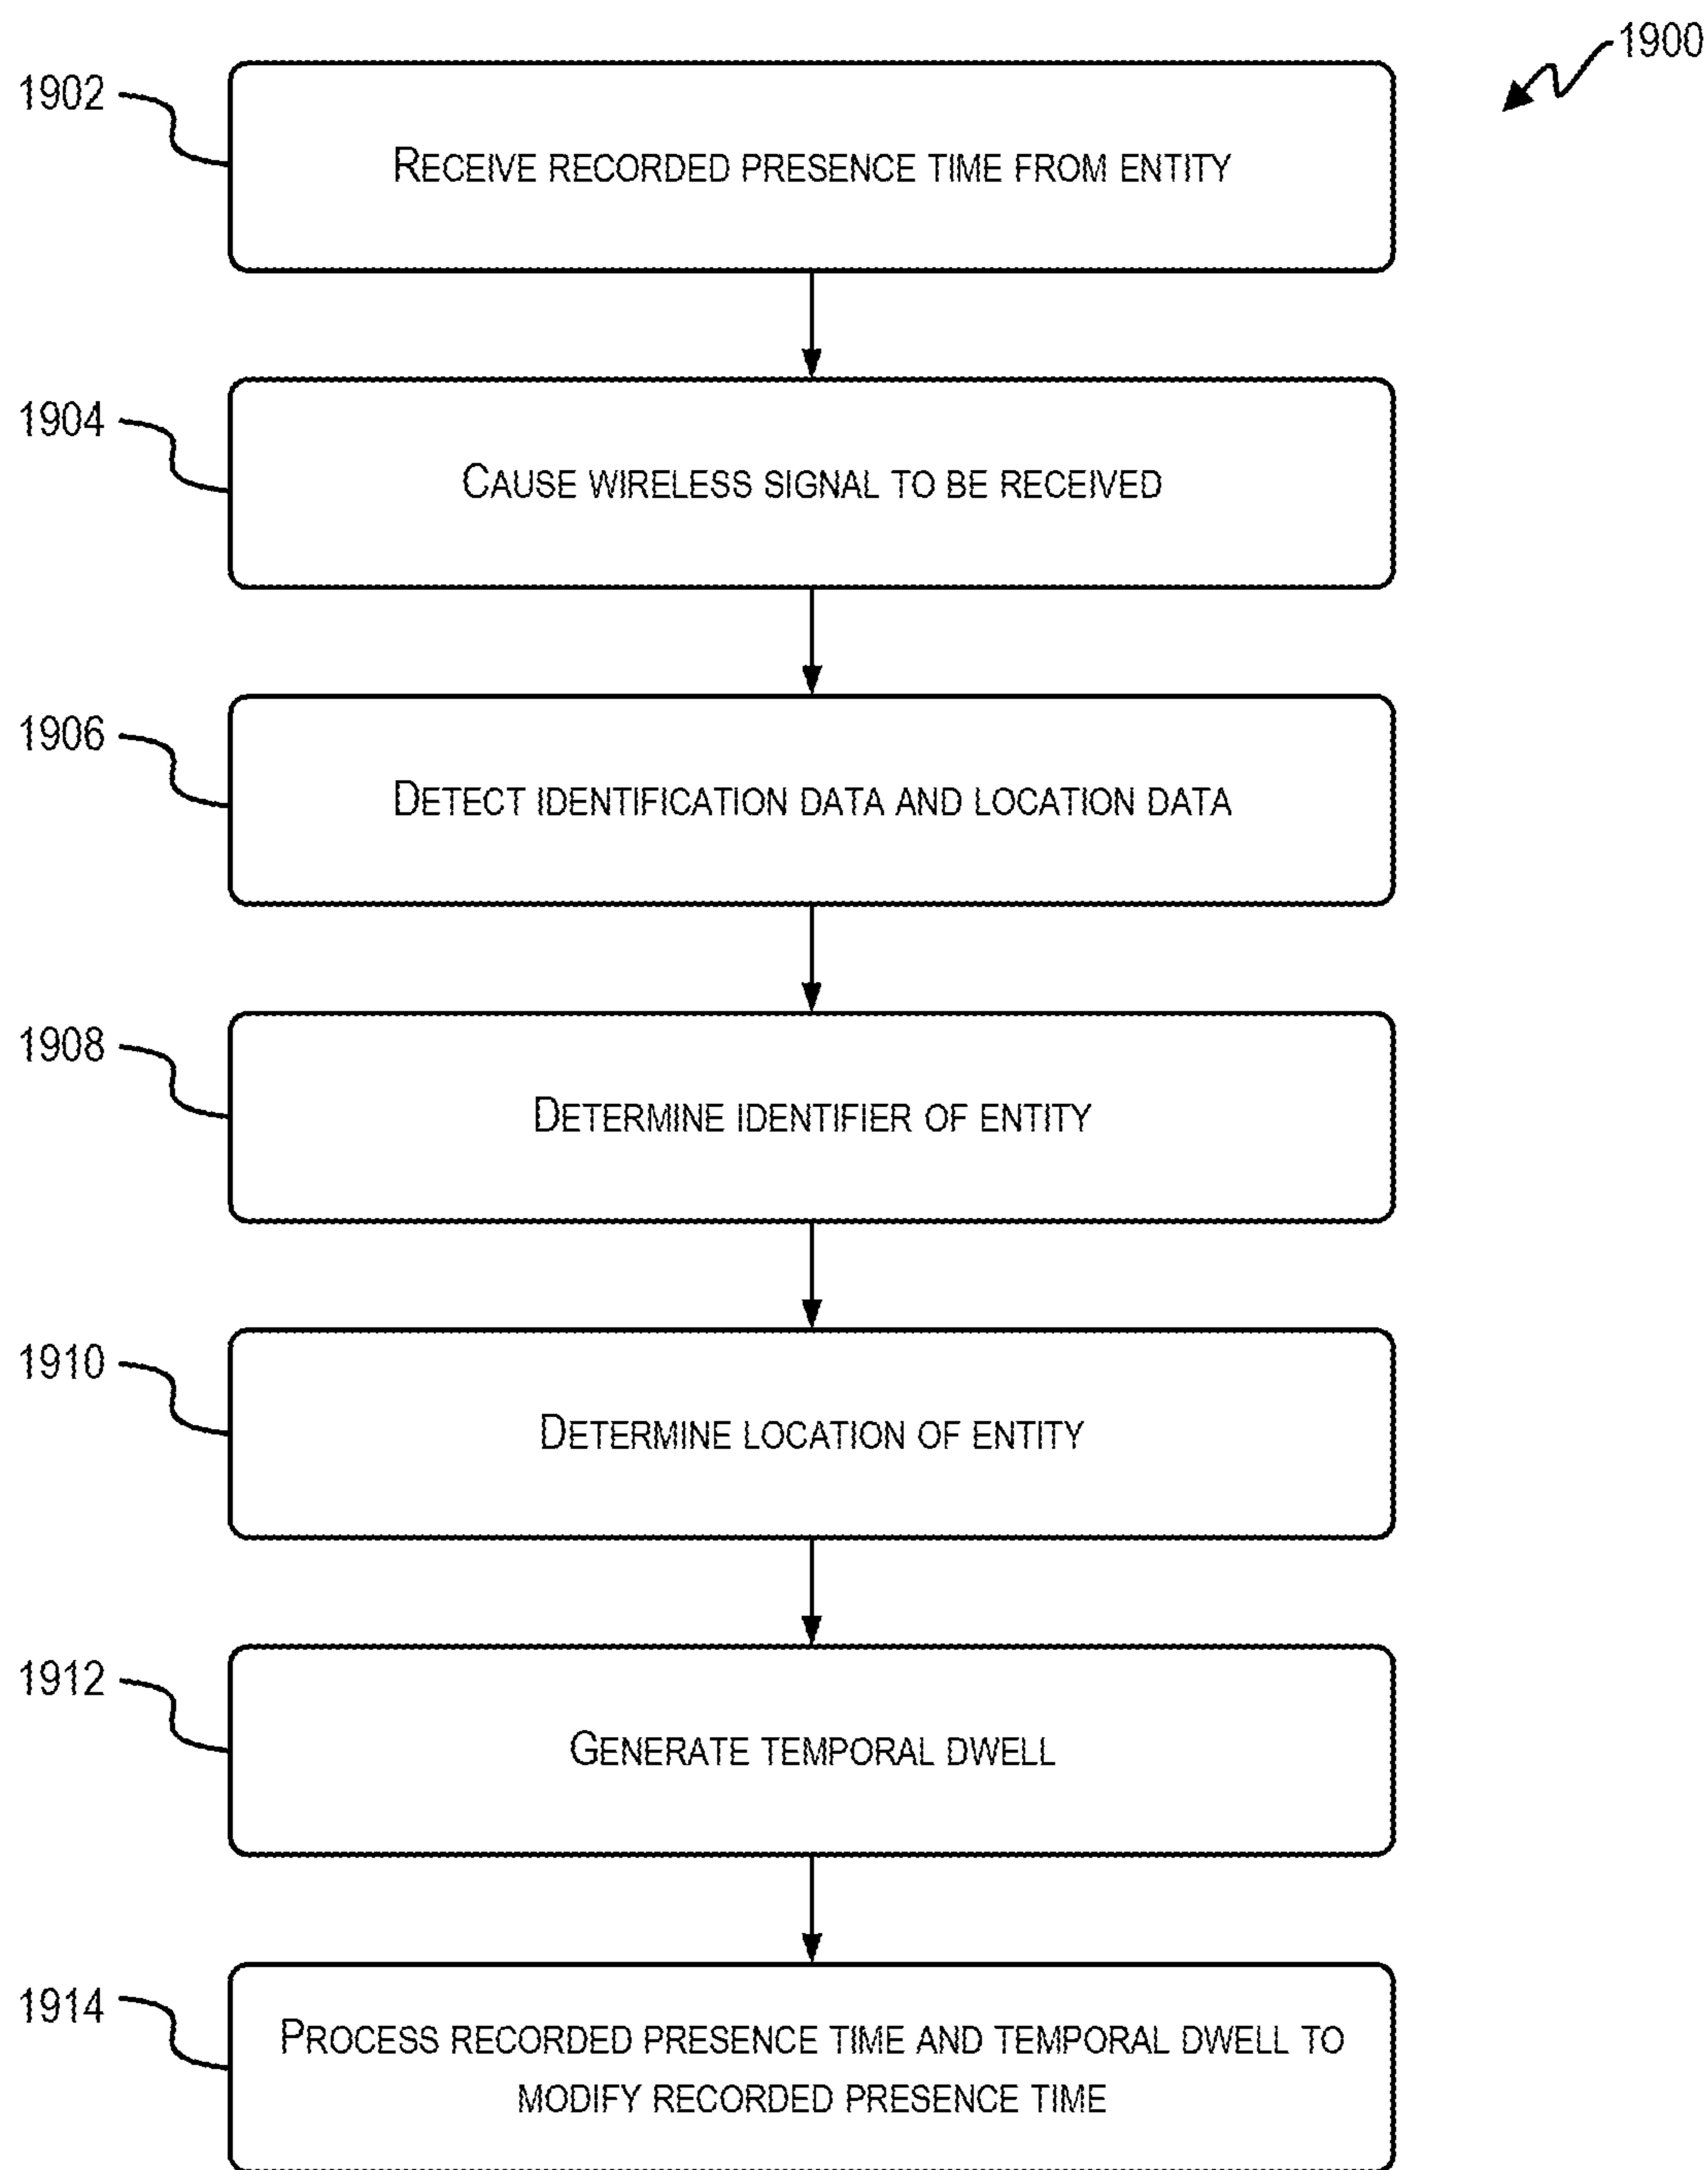 1900
1902
RECEIVE RECORDED PRESENCE TIME FROM ENTITY
1904
CAUSE WIRELESS SIGNAL TO BE RECEIVED
1906
DETECT IDENTIFICATION DATA AND LOCATION DATA
1908
DETERMINE IDENTIFIER OF ENTITY
1910
DETERMINE LOCATION OF ENTITY
1912
GENERATE TEMPORAL DWELL
1914
PROCESS RECORDED PRESENCE TIME AND TEMPORAL DWELL TO
MODIFY RECORDED PRESENCE TIME